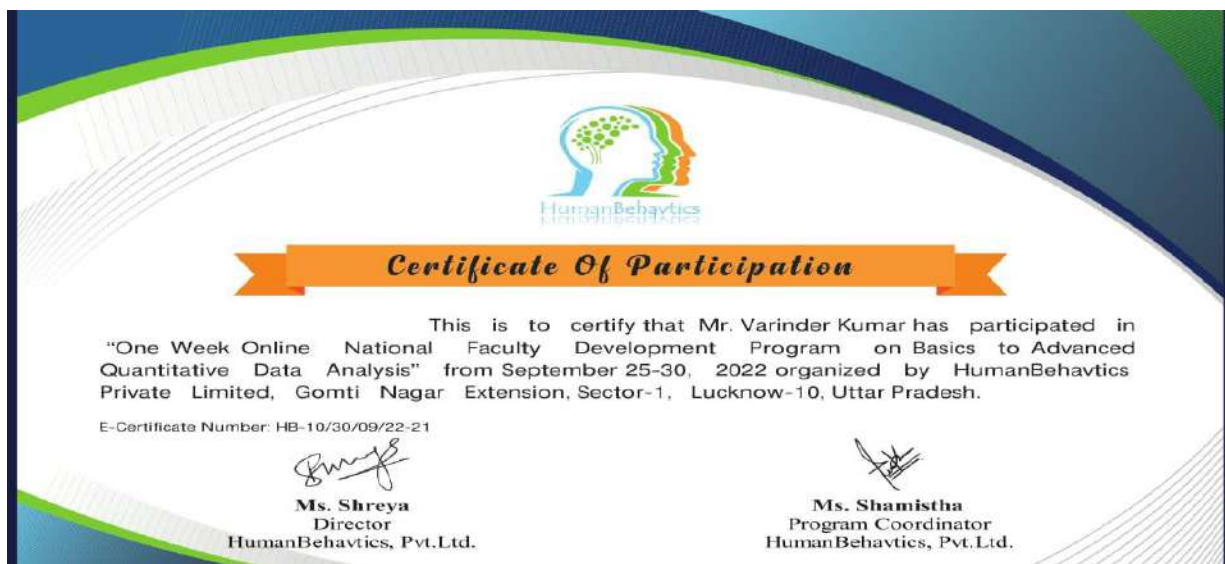 HumanBehavtics
Certificate Of Participation
This is to certify that Mr. Varinder Kumar has participated in
“One Week Online National Faculty Development Program on Basics to Advanced
Quantitative Data Analysis” from September 25-30, 2022 organized by HumanBehavtics
Private Limited, Gomti Nagar Extension, Sector-1, Lucknow-10, Uttar Pradesh.
E-Certificate Number: HB-10/30/09/22-21
Ms. Shreya
Director
HumanBehavtics, Pvt.Ltd.
Ms. Shamistha
Program Coordinator
HumanBehavtics, Pvt.Ltd.